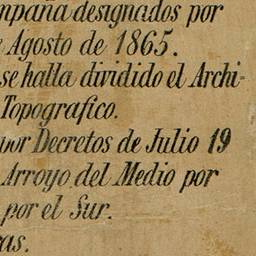 mpaña designados por
Agosto de 1865.
se halla dividido el Archi-
Topografico.
por Decretos de Julio 19
Arroyo del Medio por
por el Sur.
as.